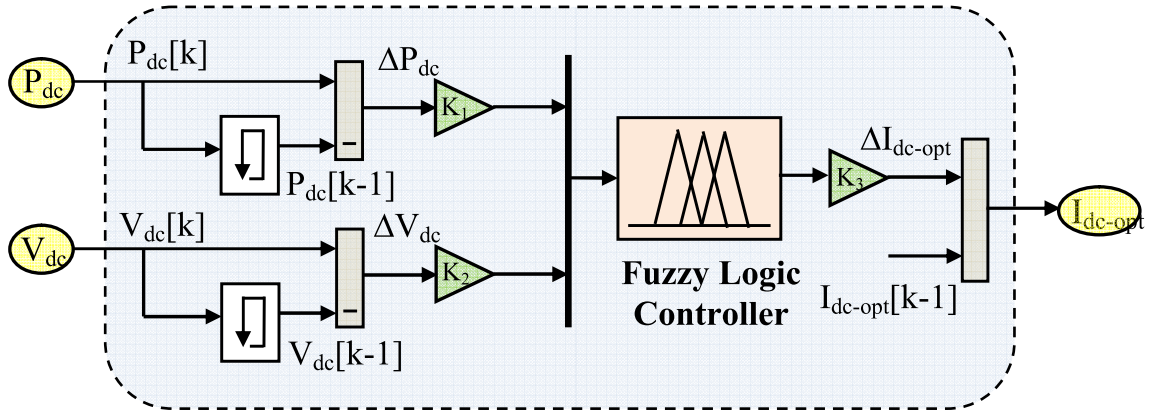 P_dc
P_dc[k]
ΔP_dc
K_1
−
P_dc[k-1]
V_dc
V_dc[k]
ΔV_dc
K_2
−
V_dc[k-1]
Fuzzy Logic
Controller
K_3
ΔI_dc-opt
I_dc-opt[k-1]
I_dc-opt